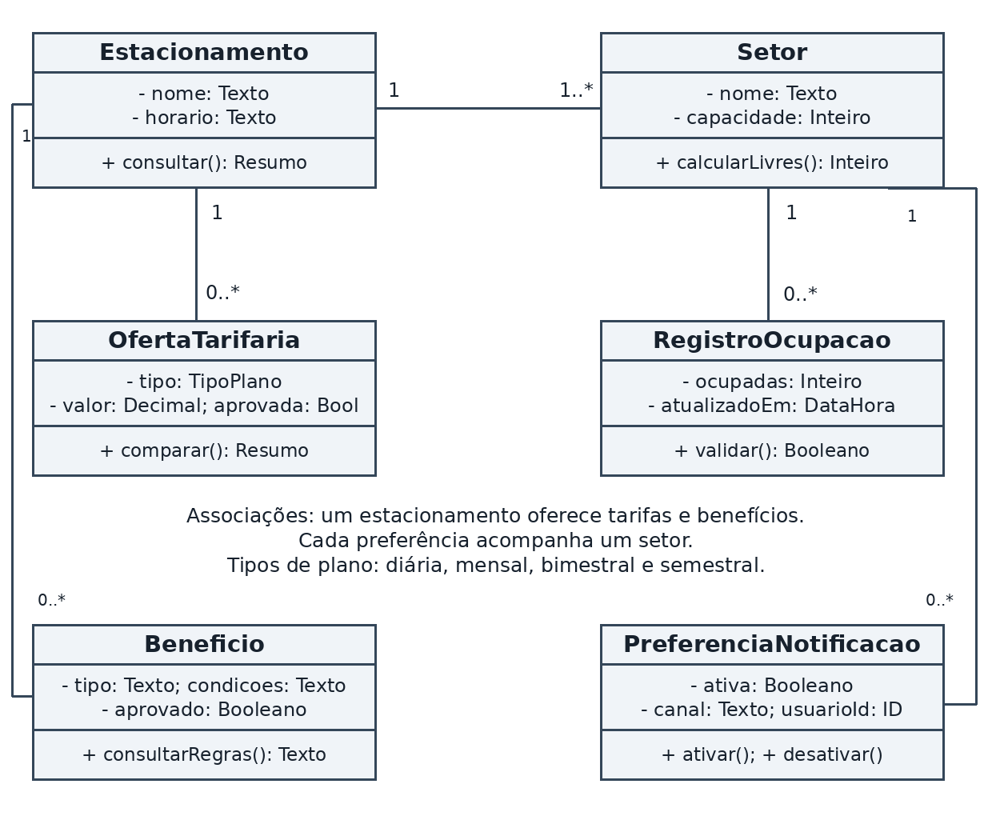 Estacionamento
- nome: Texto
- horario: Texto
+ consultar(): Resumo
1
1..*
Setor
- nome: Texto
- capacidade: Inteiro
+ calcularLivres(): Inteiro
1
1
0..*
1
0..*
1
OfertaTarifaria
- tipo: TipoPlano
- valor: Decimal; aprovada: Bool
+ comparar(): Resumo
RegistroOcupacao
- ocupadas: Inteiro
- atualizadoEm: DataHora
+ validar(): Booleano
Associações: um estacionamento oferece tarifas e benefícios.
Cada preferência acompanha um setor.
Tipos de plano: diária, mensal, bimestral e semestral.
0..*
0..*
Beneficio
- tipo: Texto; condicoes: Texto
- aprovado: Booleano
+ consultarRegras(): Texto
PreferenciaNotificacao
- ativa: Booleano
- canal: Texto; usuarioId: ID
+ ativar(); + desativar()